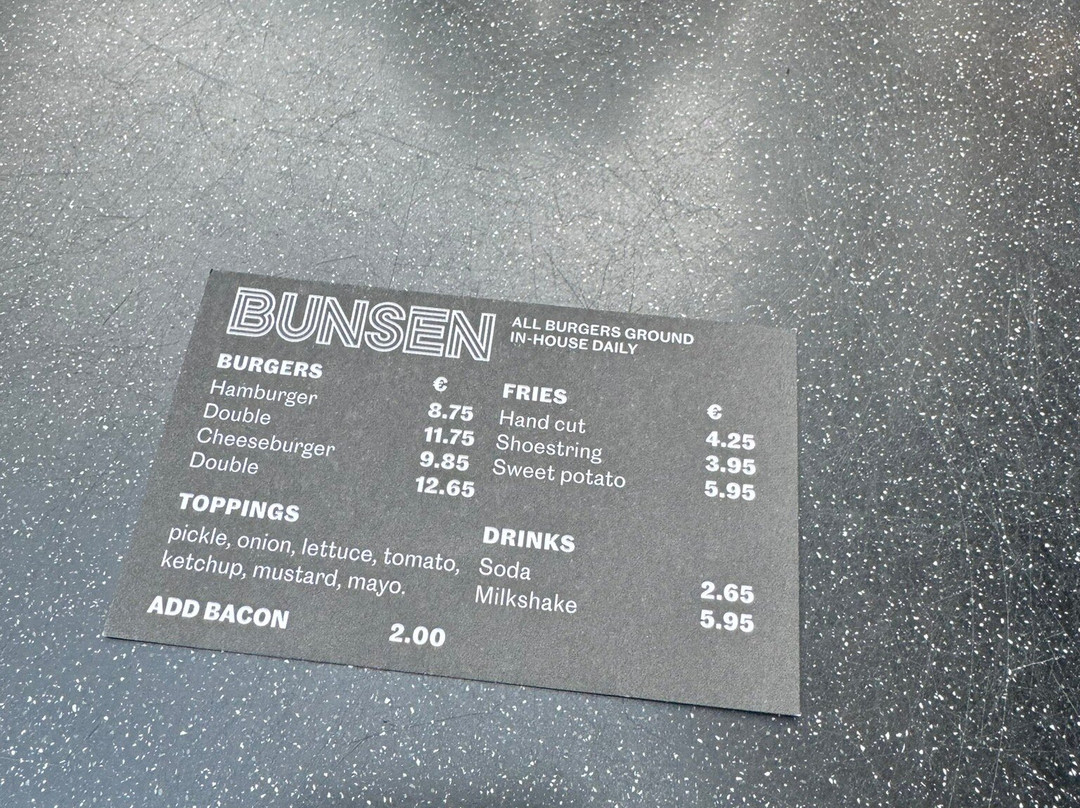 BUNSEN
ALL BURGERS GROUND
IN-HOUSE DAILY
BURGERS €
Hamburger 8.75
Double 11.75
Cheeseburger 9.85
Double 12.65
TOPPINGS
pickle, onion, lettuce, tomato,
ketchup, mustard, mayo.
ADD BACON 2.00
FRIES €
Hand cut 4.25
Shoestring 3.95
Sweet potato 5.95
DRINKS
Soda 2.65
Milkshake 5.95